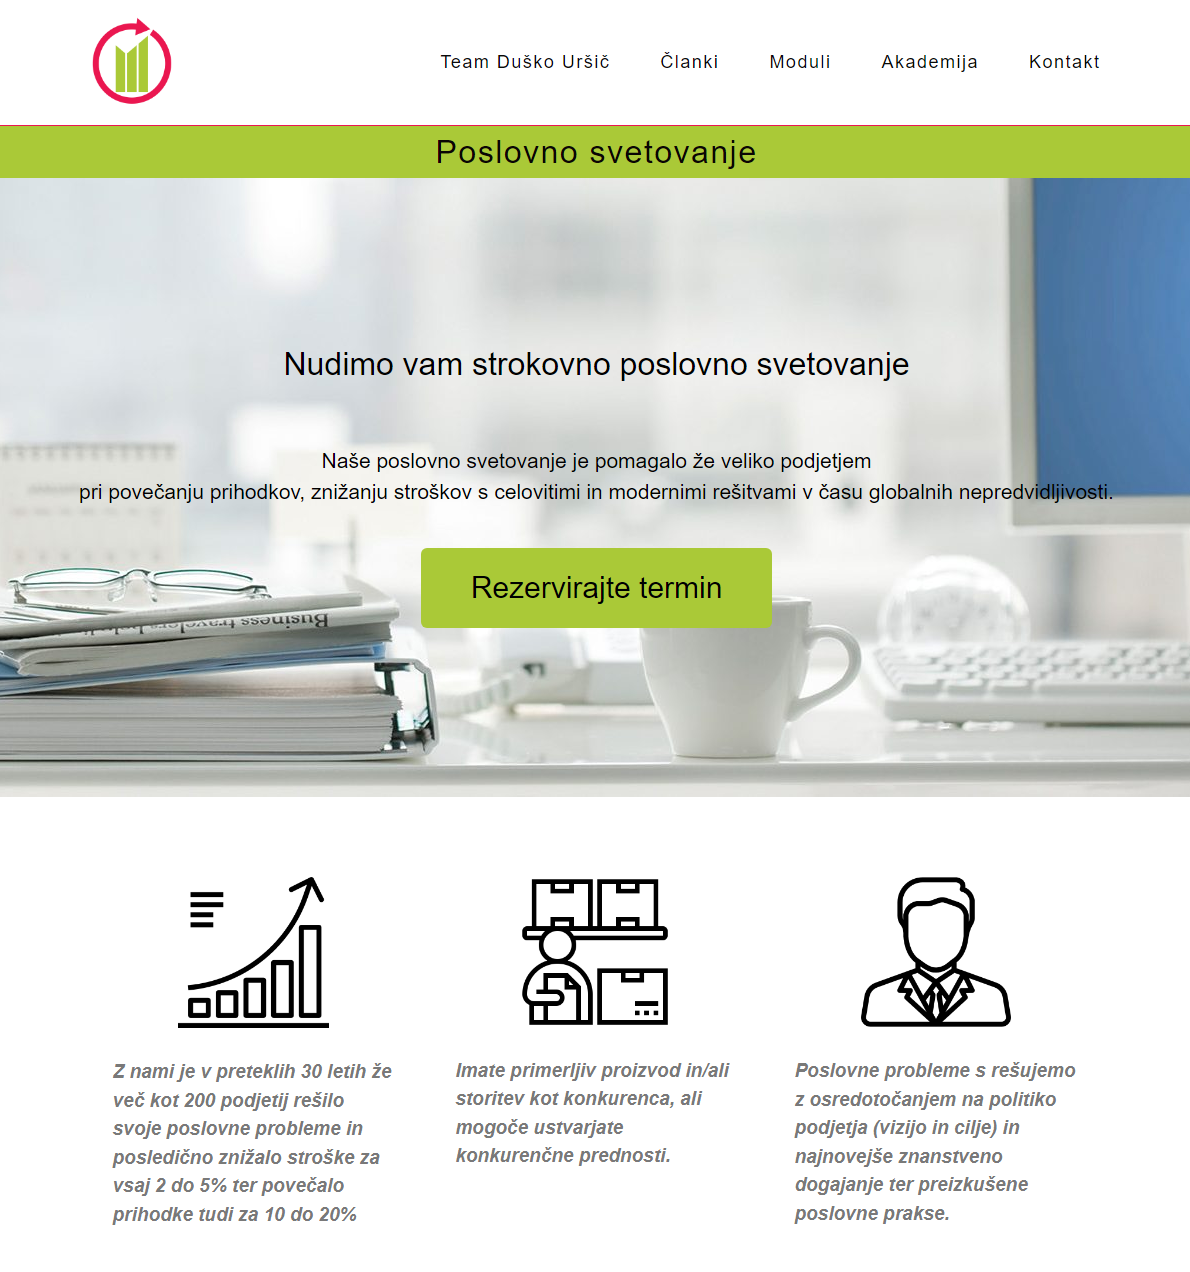 Team Duško Uršič Članki Moduli Akademija Kontakt
Poslovno svetovanje
Nudimo vam strokovno poslovno svetovanje
Naše poslovno svetovanje je pomagalo že veliko podjetjem
pri povečanju prihodkov, znižanju stroškov s celovitimi in modernimi rešitvami v času globalnih nepredvidljivosti.
Rezervirajte termin
Business travelers
Z nami je v preteklih 30 letih že
več kot 200 podjetij rešilo
svoje poslovne probleme in
posledično znižalo stroške za
vsaj 2 do 5% ter povečalo
prihodke tudi za 10 do 20%
Imate primerljiv proizvod in/ali
storitev kot konkurenca, ali
mogoče ustvarjate
konkurenčne prednosti.
Poslovne probleme s rešujemo
z osredotočanjem na politiko
podjetja (vizijo in cilje) in
najnovejše znanstveno
dogajanje ter preizkušene
poslovne prakse.